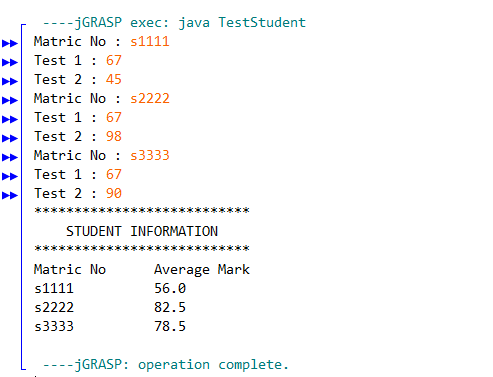 ----jGRASP exec: java TestStudent
Matric No : s1111
Test 1 : 67
Test 2 : 45
Matric No : s2222
Test 1 : 67
Test 2 : 98
Matric No : s3333
Test 1 : 67
Test 2 : 90
***************************
STUDENT INFORMATION
***************************
Matric No      Average Mark
s1111          56.0
s2222          82.5
s3333          78.5
----jGRASP: operation complete.